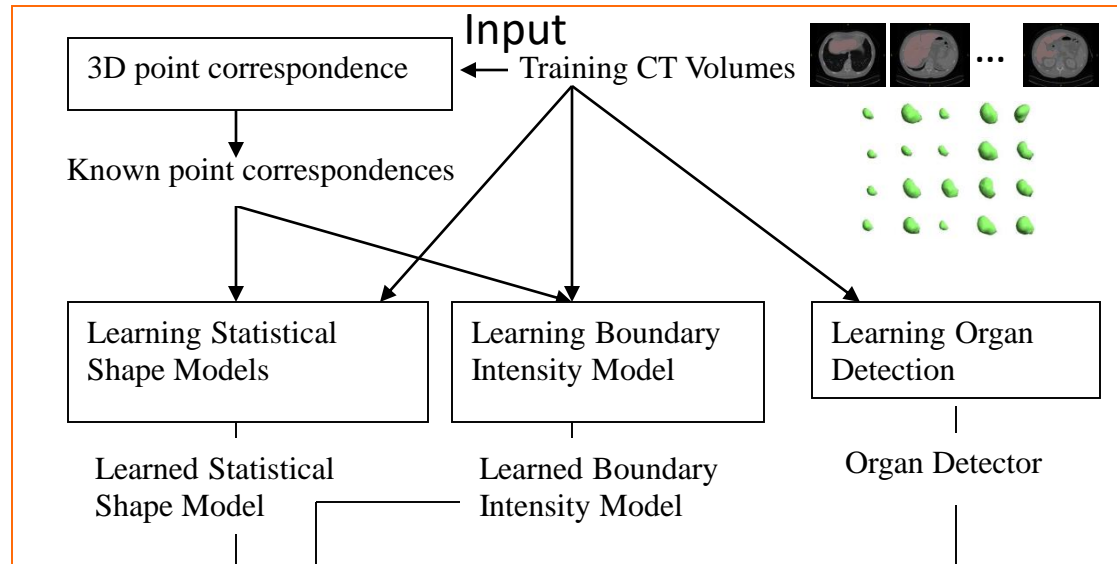 Input
3D point correspondence
Training CT Volumes
...
Known point correspondences
Learning Statistical
Shape Models
Learning Boundary
Intensity Model
Learning Organ
Detection
Learned Statistical
Shape Model
Learned Boundary
Intensity Model
Organ Detector